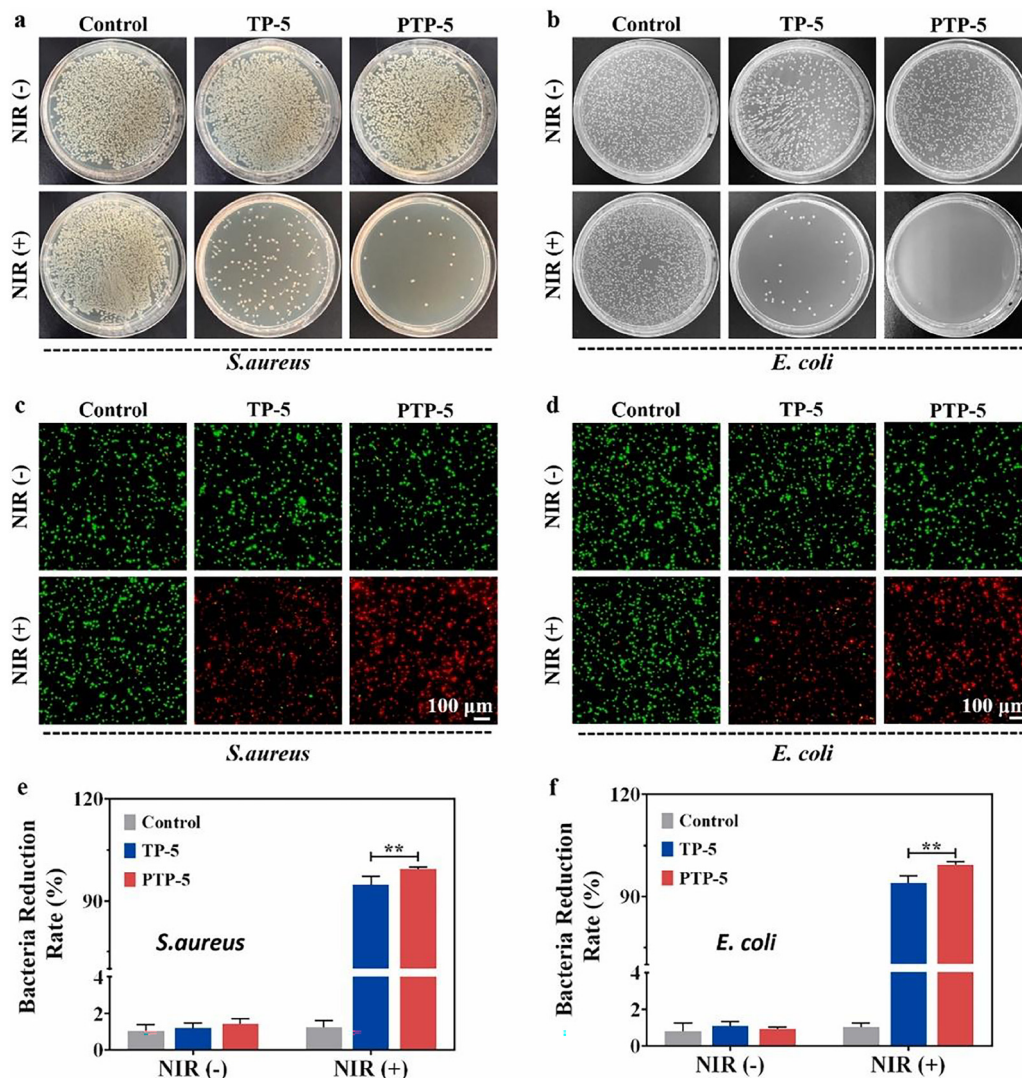 a
Control TP-5 PTP-5
NIR (-)
NIR (+)
S.aureus
b
Control TP-5 PTP-5
NIR (-)
NIR (+)
E. coli
c
Control TP-5 PTP-5
NIR (-)
NIR (+)
100 μm
S.aureus
d
Control TP-5 PTP-5
NIR (-)
NIR (+)
100 μm
E. coli
e
Bacteria Reduction
Rate (%)
120
90
4
2
0
Control
TP-5
PTP-5
**
S.aureus
NIR (-) NIR (+)
f
Bacteria Reduction
Rate (%)
120
90
4
2
0
Control
TP-5
PTP-5
**
E. coli
NIR (-) NIR (+)